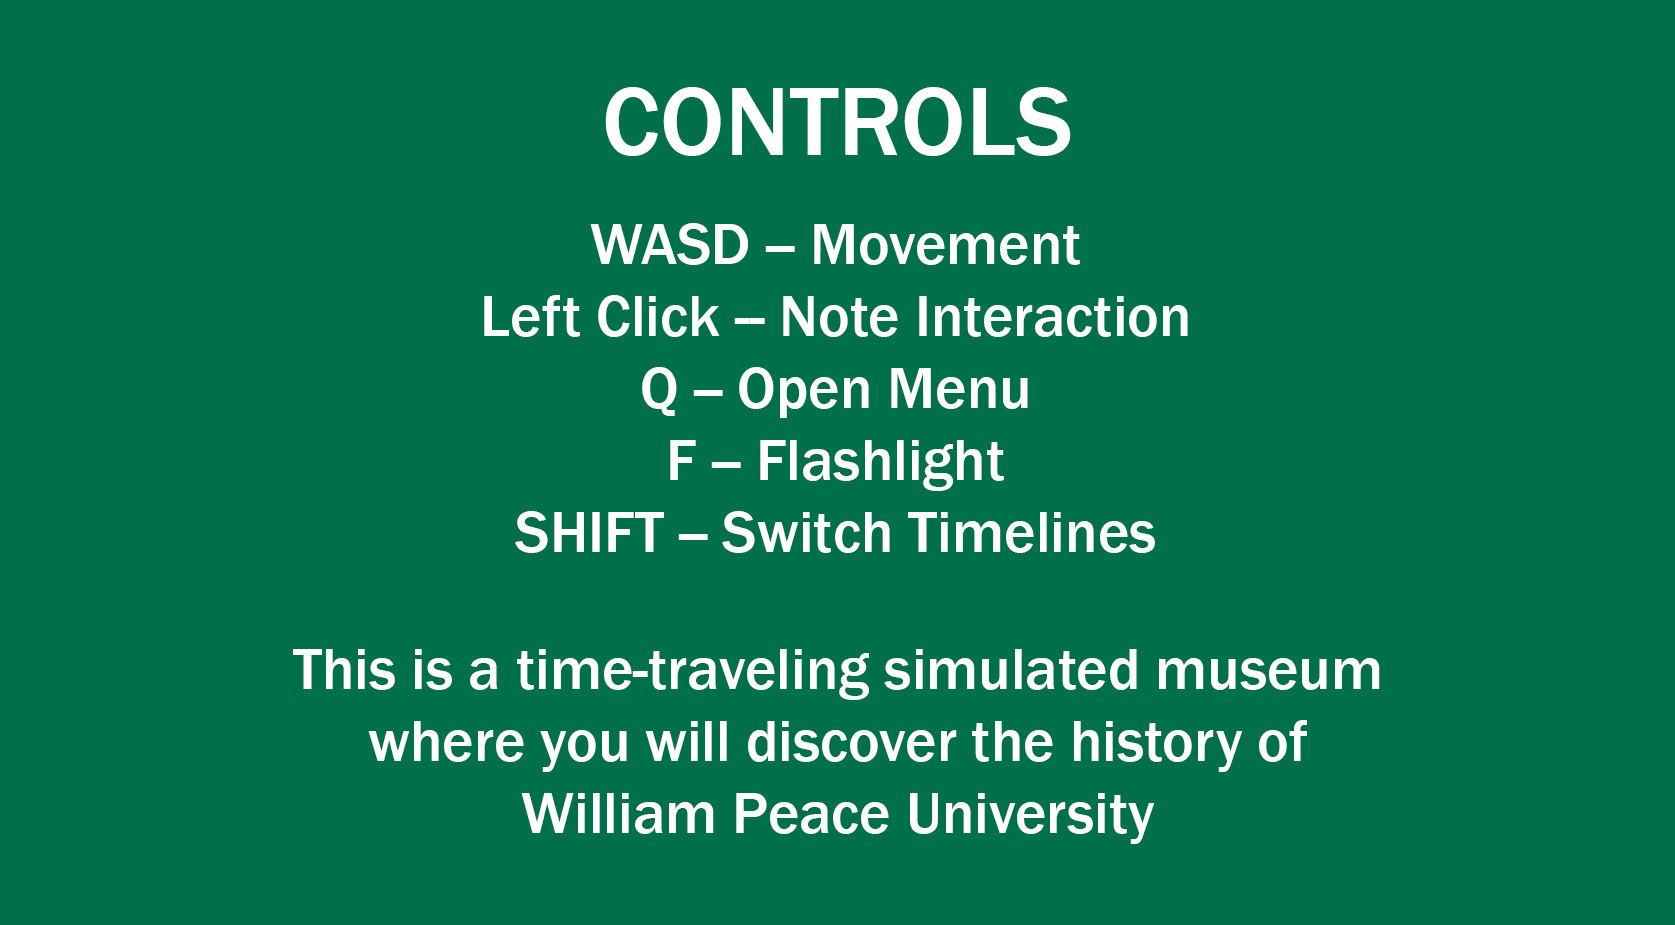 CONTROLS
WASD – Movement
Left Click – Note Interaction
Q – Open Menu
F – Flashlight
SHIFT – Switch Timelines
This is a time-traveling simulated museum
where you will discover the history of
William Peace University